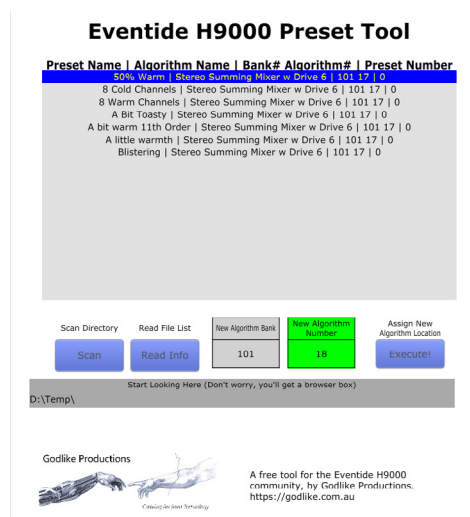 Eventide H9000 Preset Tool
Preset Name | Algorithm Name | Bank# Algorithm# | Preset Number
50% Warm | Stereo Summing Mixer w Drive 6 | 101 17 | 0
8 Cold Channels | Stereo Summing Mixer w Drive 6 | 101 17 | 0
8 Warm Channels | Stereo Summing Mixer w Drive 6 | 101 17 | 0
A Bit Toasty | Stereo Summing Mixer w Drive 6 | 101 17 | 0
A bit warm 11th Order | Stereo Summing Mixer w Drive 6 | 101 17 | 0
A little warmth | Stereo Summing Mixer w Drive 6 | 101 17 | 0
Blistering | Stereo Summing Mixer w Drive 6 | 101 17 | 0
Scan Directory
Read File List
New Algorithm Bank
New Algorithm
Number
Assign New
Algorithm Location
Scan
Read Info
101
18
Execute!
Start Looking Here (Don't worry, you'll get a browser box)
D:\Temp\
Godlike Productions
A free tool for the Eventide H9000
community, by Godlike Productions.
https://godlike.com.au